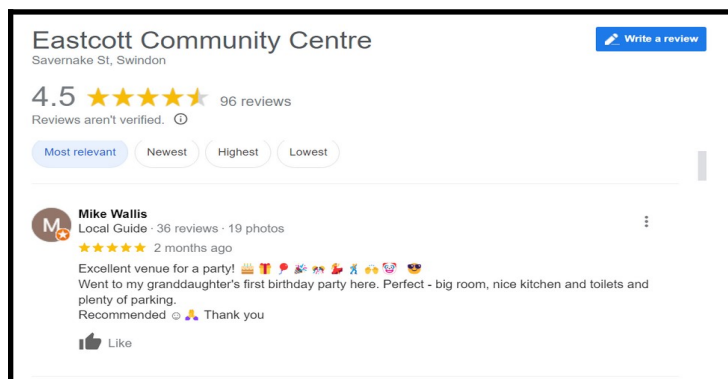 Eastcott Community Centre
Write a review
Savernake St, Swindon
4.5 96 reviews
Reviews aren't verified.
Most relevant Newest Highest Lowest
M
Mike Wallis
Local Guide · 36 reviews · 19 photos
2 months ago
Excellent venue for a party! 🎂 🎁 🎈 🎉 🎊 💃 🕺 🙌 🤡 😎
Went to my granddaughter's first birthday party here. Perfect - big room, nice kitchen and toilets and
plenty of parking.
Recommended ☺ 🙏 Thank you
Like